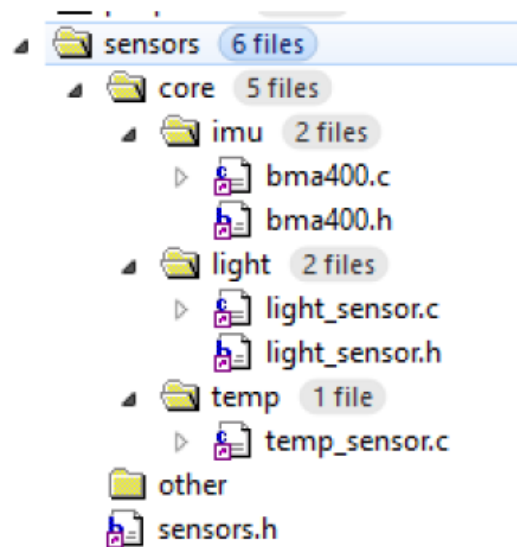 sensors 6 files
core 5 files
imu 2 files
bma400.c
bma400.h
light 2 files
light_sensor.c
light_sensor.h
temp 1 file
temp_sensor.c
other
sensors.h